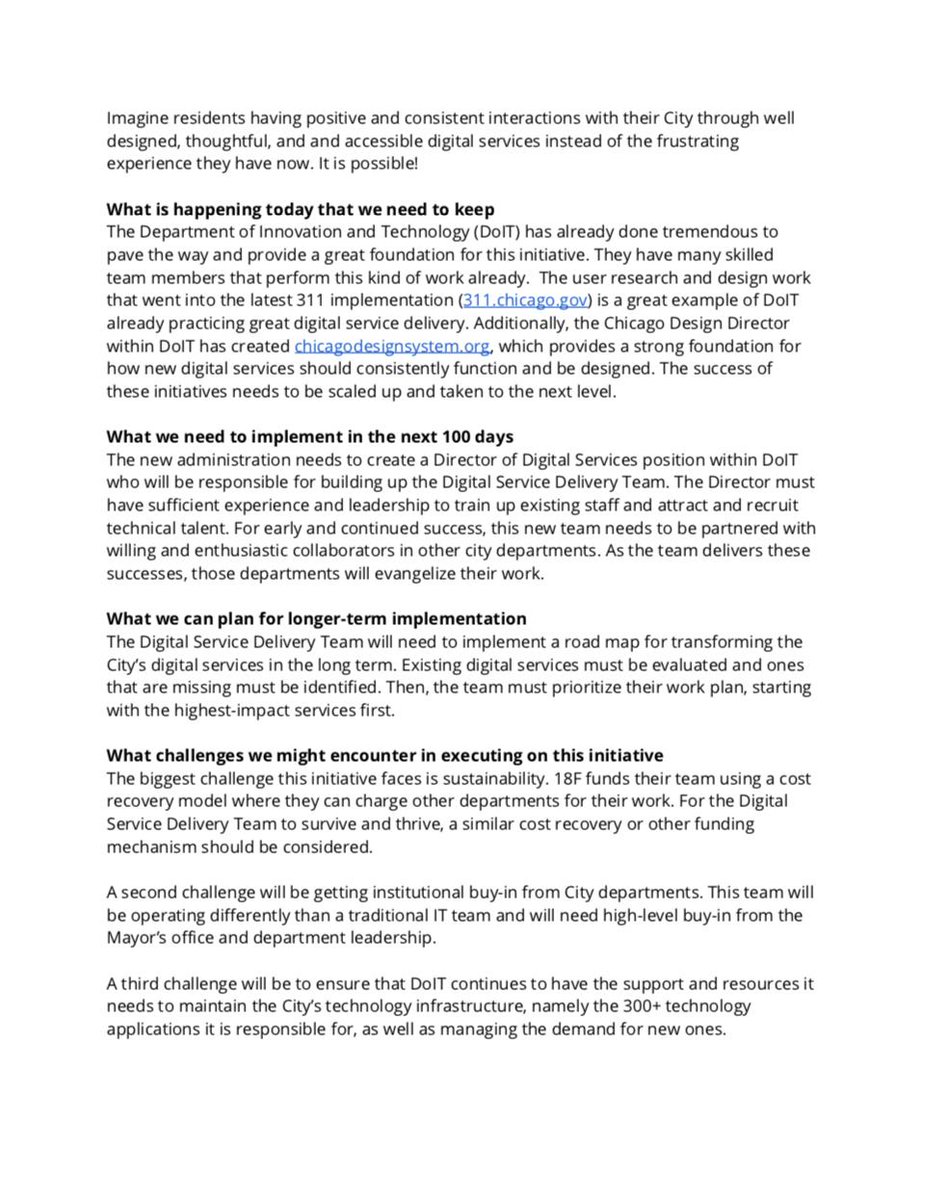 Imagine residents having positive and consistent interactions with their City through well
designed, thoughtful, and and accessible digital services instead of the frustrating
experience they have now. It is possible!
What is happening today that we need to keep
The Department of Innovation and Technology (DoIT) has already done tremendous to
pave the way and provide a great foundation for this initiative. They have many skilled
team members that perform this kind of work already.  The user research and design work
that went into the latest 311 implementation (311.chicago.gov) is a great example of DoIT
already practicing great digital service delivery. Additionally, the Chicago Design Director
within DoIT has created chicagodesignsystem.org, which provides a strong foundation for
how new digital services should consistently function and be designed. The success of
these initiatives needs to be scaled up and taken to the next level.
What we need to implement in the next 100 days
The new administration needs to create a Director of Digital Services position within DoIT
who will be responsible for building up the Digital Service Delivery Team. The Director must
have sufficient experience and leadership to train up existing staff and attract and recruit
technical talent. For early and continued success, this new team needs to be partnered with
willing and enthusiastic collaborators in other city departments. As the team delivers these
successes, those departments will evangelize their work.
What we can plan for longer-term implementation
The Digital Service Delivery Team will need to implement a road map for transforming the
City’s digital services in the long term. Existing digital services must be evaluated and ones
that are missing must be identified. Then, the team must prioritize their work plan, starting
with the highest-impact services first.
What challenges we might encounter in executing on this initiative
The biggest challenge this initiative faces is sustainability. 18F funds their team using a cost
recovery model where they can charge other departments for their work. For the Digital
Service Delivery Team to survive and thrive, a similar cost recovery or other funding
mechanism should be considered.
A second challenge will be getting institutional buy-in from City departments. This team will
be operating differently than a traditional IT team and will need high-level buy-in from the
Mayor’s office and department leadership.
A third challenge will be to ensure that DoIT continues to have the support and resources it
needs to maintain the City’s technology infrastructure, namely the 300+ technology
applications it is responsible for, as well as managing the demand for new ones.